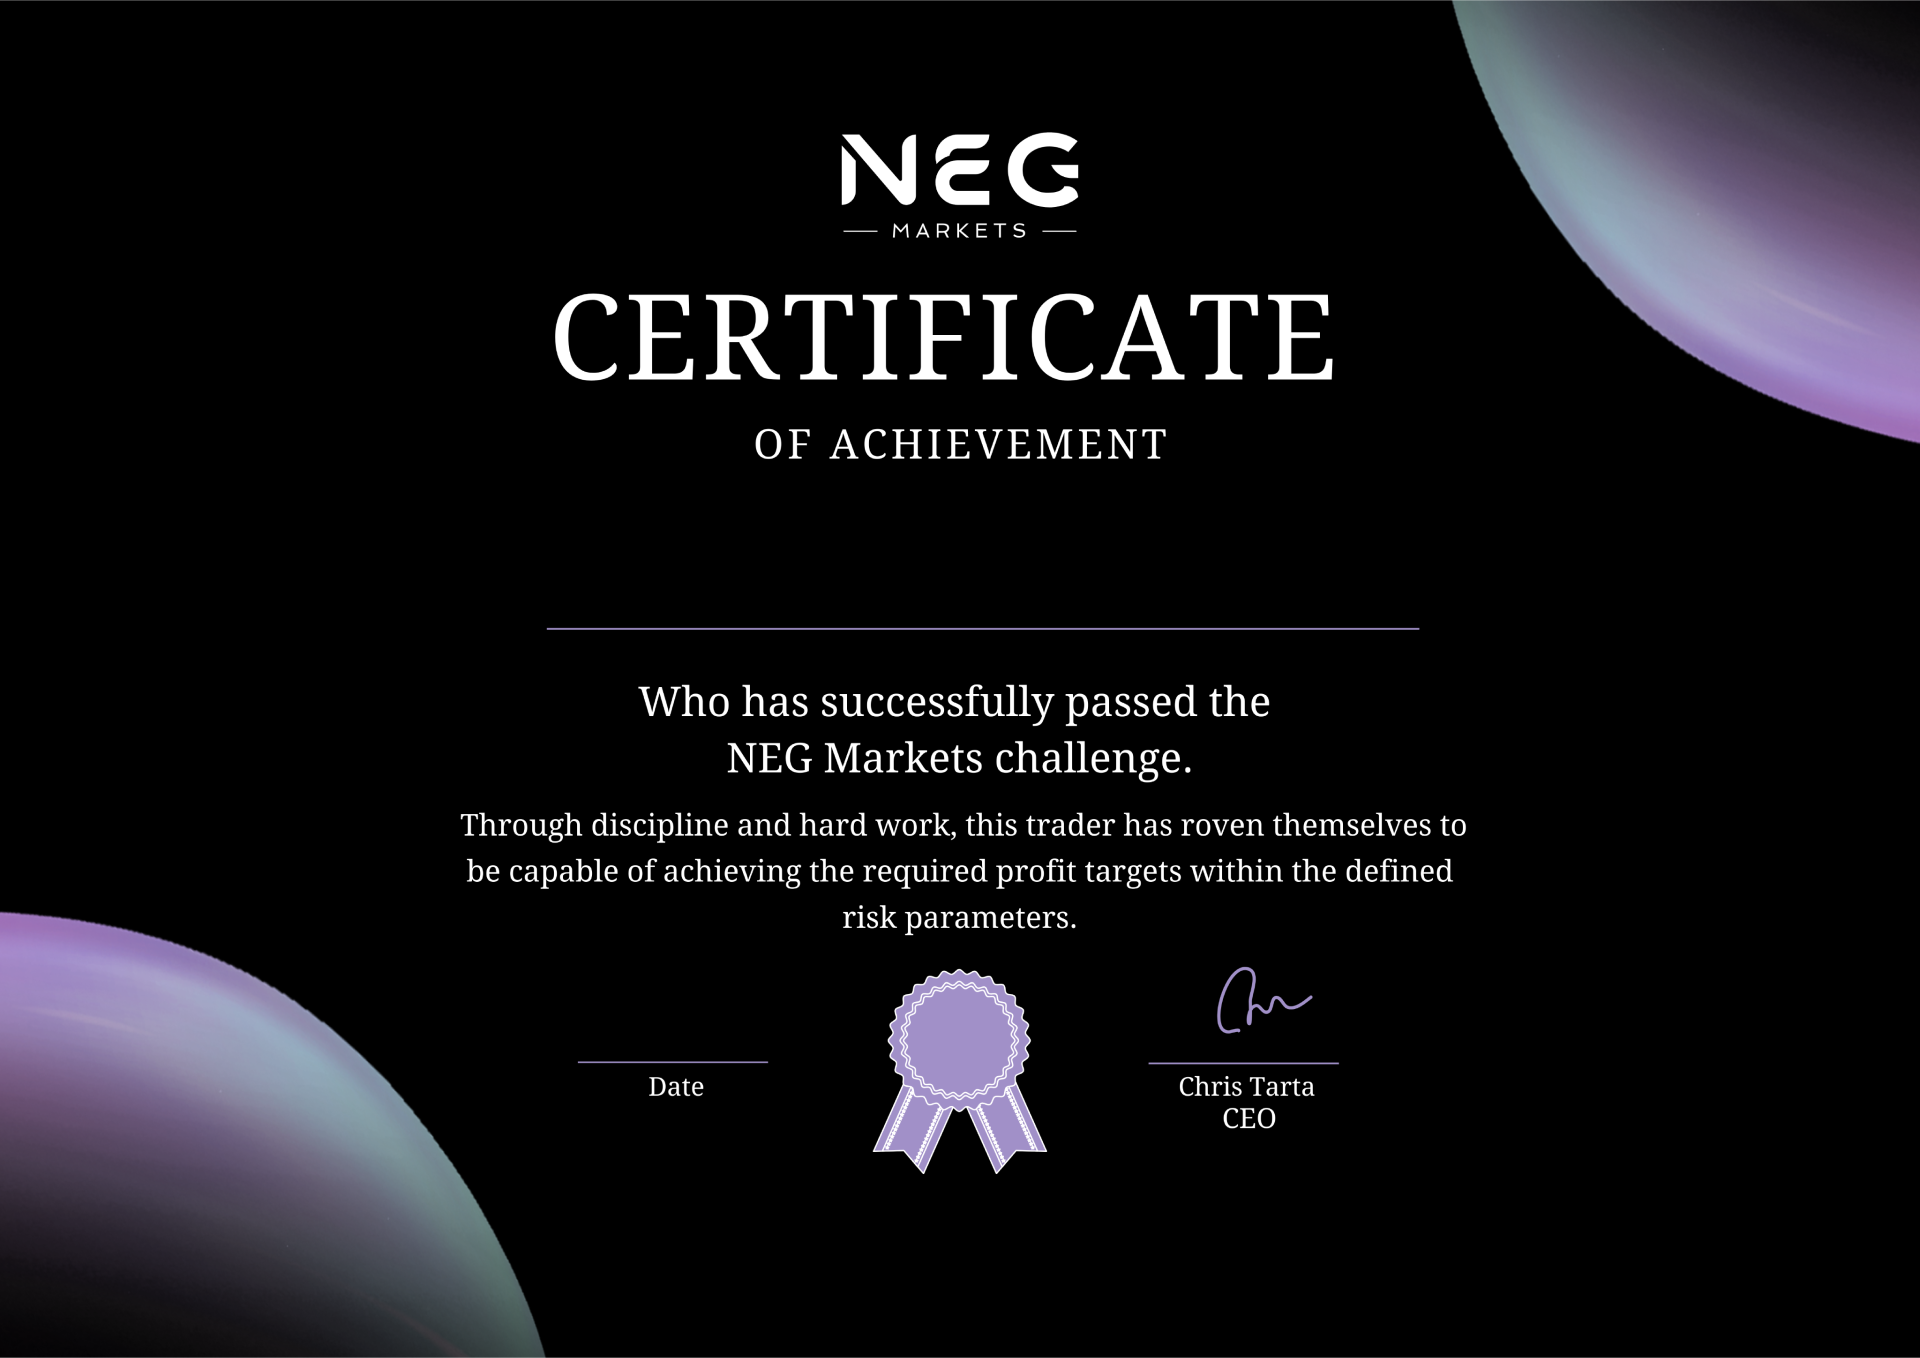 NEG
MARKETS
CERTIFICATE
OF ACHIEVEMENT
Who has successfully passed the
NEG Markets challenge.
Through discipline and hard work, this trader has roven themselves to
be capable of achieving the required profit targets within the defined
risk parameters.
Date
Chris Tarta
CEO